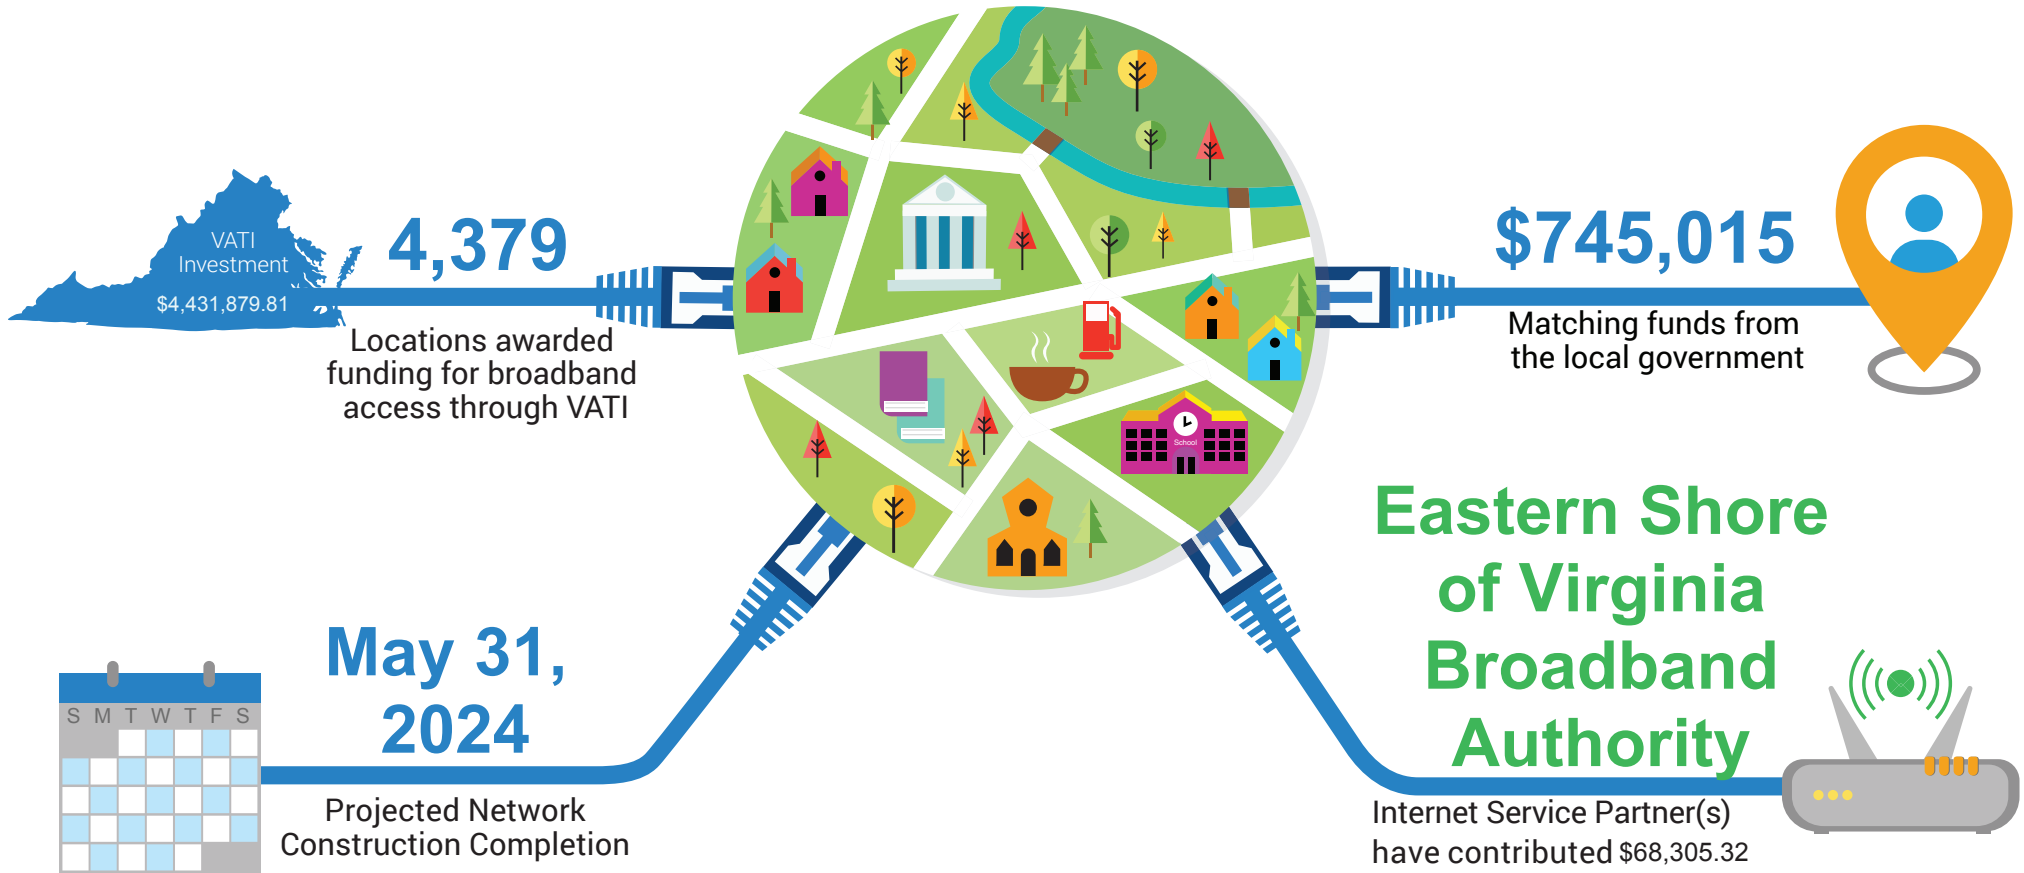 VATI
Investment
$4,431,879.81
4,379
Locations awarded
funding for broadband
access through VATI
$745,015
Matching funds from
the local government
School
May 31,
2024
Projected Network
Construction Completion
S M T W T F S
Eastern Shore
of Virginia
Broadband
Authority
Internet Service Partner(s)
have contributed $68,305.32